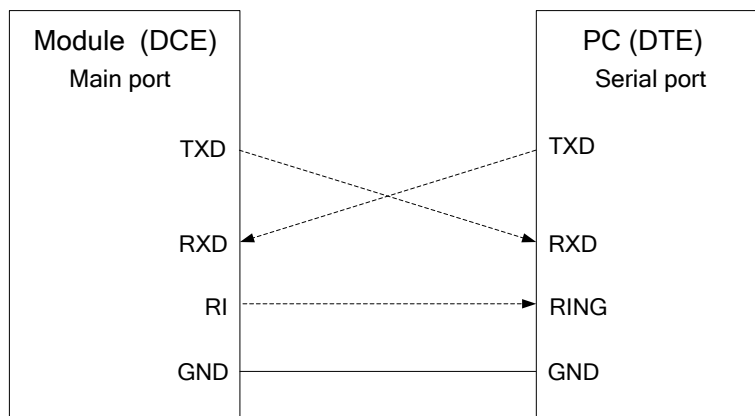 Module (DCE)
Main port
TXD
RXD
RI
GND
PC (DTE)
Serial port
TXD
RXD
RING
GND